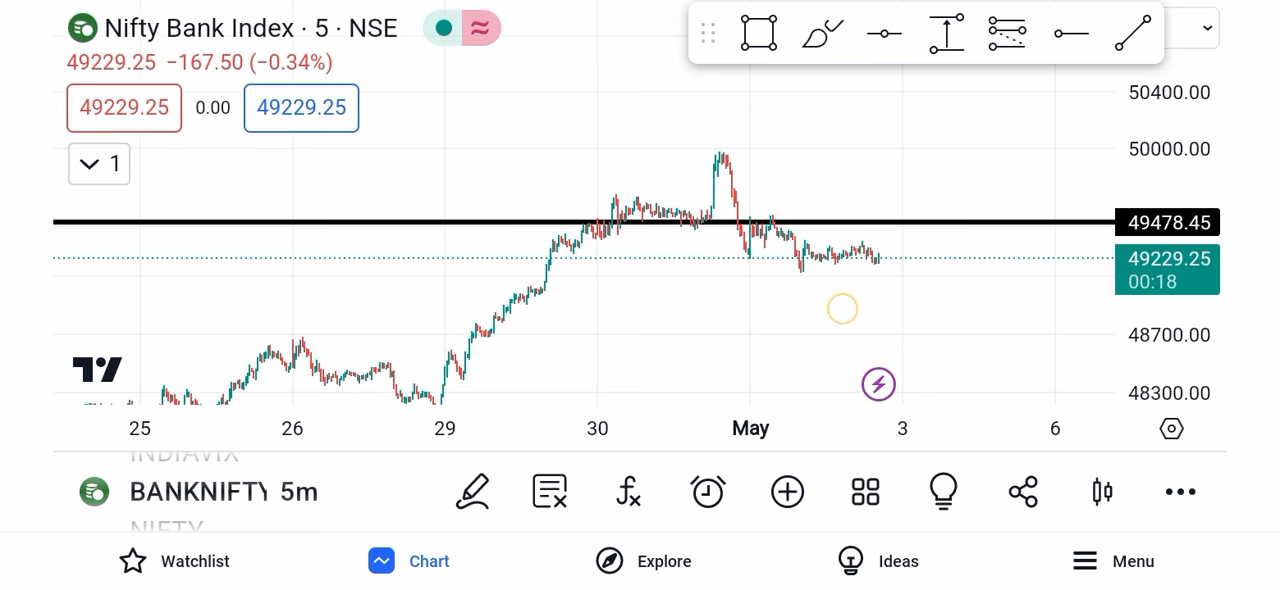 Nifty Bank Index · 5 · NSE
49229.25 −167.50 (−0.34%)
49229.25 0.00 49229.25
1
50400.00
50000.00
49478.45
49229.25
00:18
48700.00
48300.00
25 26 29 30 May 3 6
INDIAVIX
BANKNIFTY 5m
NIFTY
Watchlist Chart Explore Ideas Menu